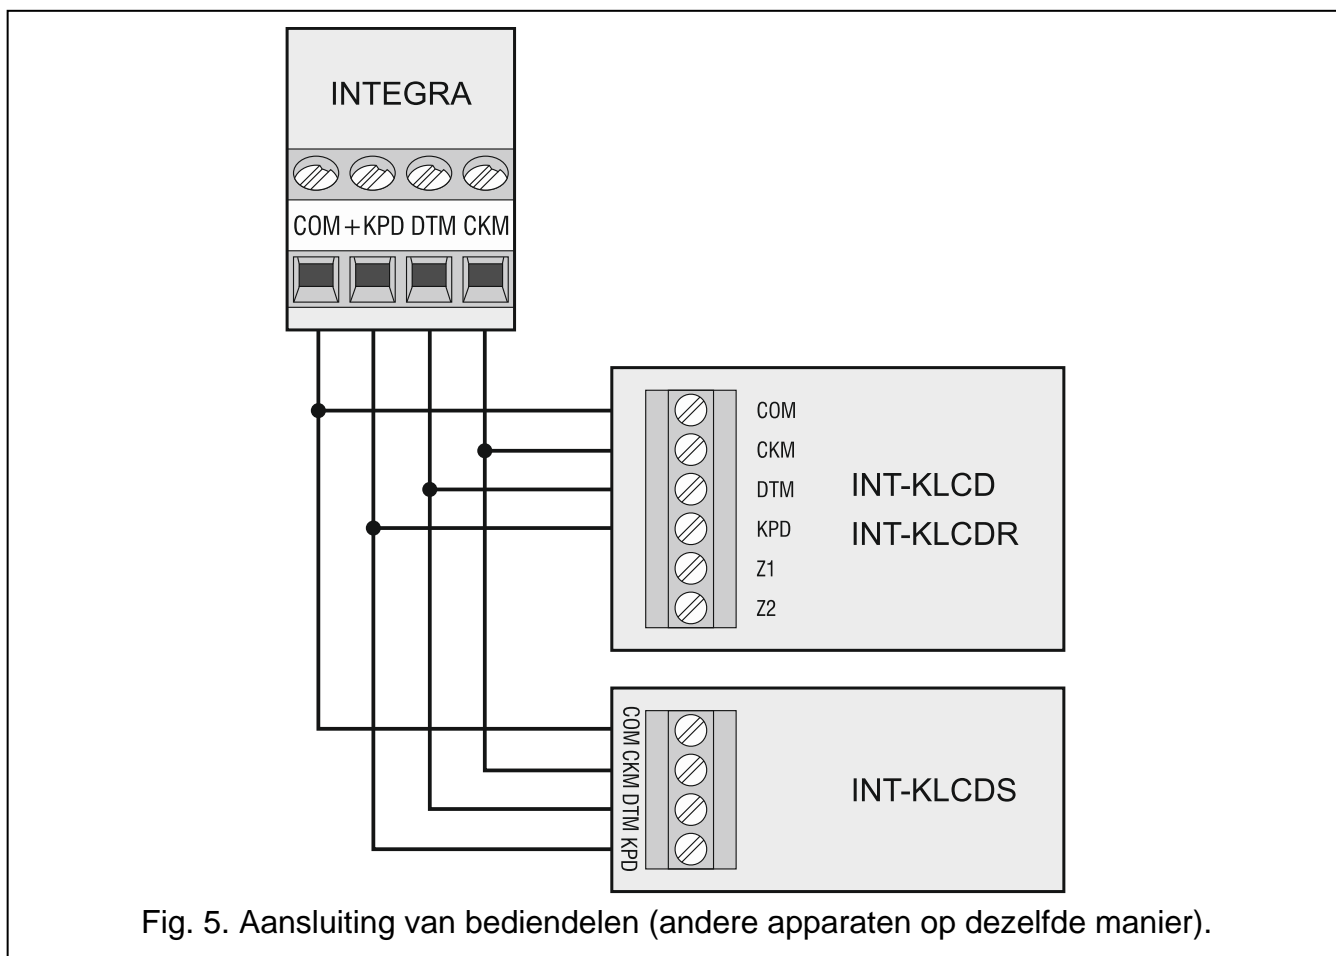 INTEGRA
COM +KPD DTM CKM
COM
CKM
DTM
KPD
Z1
Z2
INT-KLCD
INT-KLCDR
COM CKM DTM KPD
INT-KLCDS
Fig. 5. Aansluiting van bediendelen (andere apparaten op dezelfde manier).